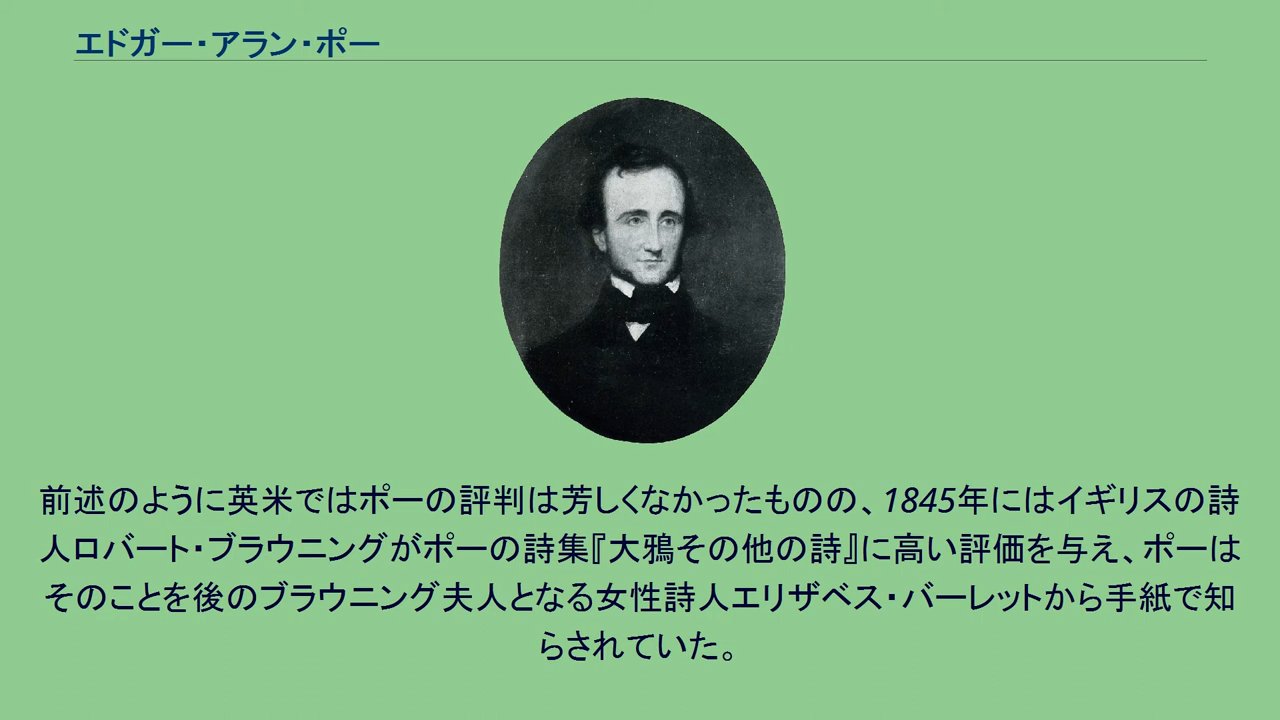 エドガー・アラン・ポー
前述のように英米ではポーの評判は芳しくなかったものの、1845年にはイギリスの詩
人ロバート・ブラウニングがポーの詩集『大鴉その他の詩』に高い評価を与え、ポーは
そのことを後のブラウニング夫人となる女性詩人エリザベス・バーレットから手紙で知
らされていた。